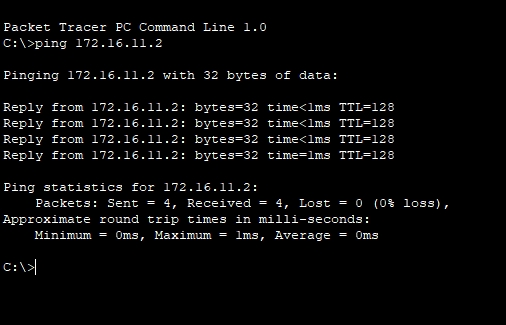 Packet Tracer PC Command Line 1.0
C:\>ping 172.16.11.2
Pinging 172.16.11.2 with 32 bytes of data:
Reply from 172.16.11.2: bytes=32 time<1ms TTL=128
Reply from 172.16.11.2: bytes=32 time<1ms TTL=128
Reply from 172.16.11.2: bytes=32 time<1ms TTL=128
Reply from 172.16.11.2: bytes=32 time=1ms TTL=128
Ping statistics for 172.16.11.2:
Packets: Sent = 4, Received = 4, Lost = 0 (0% loss),
Approximate round trip times in milli-seconds:
Minimum = 0ms, Maximum = 1ms, Average = 0ms
C:\>